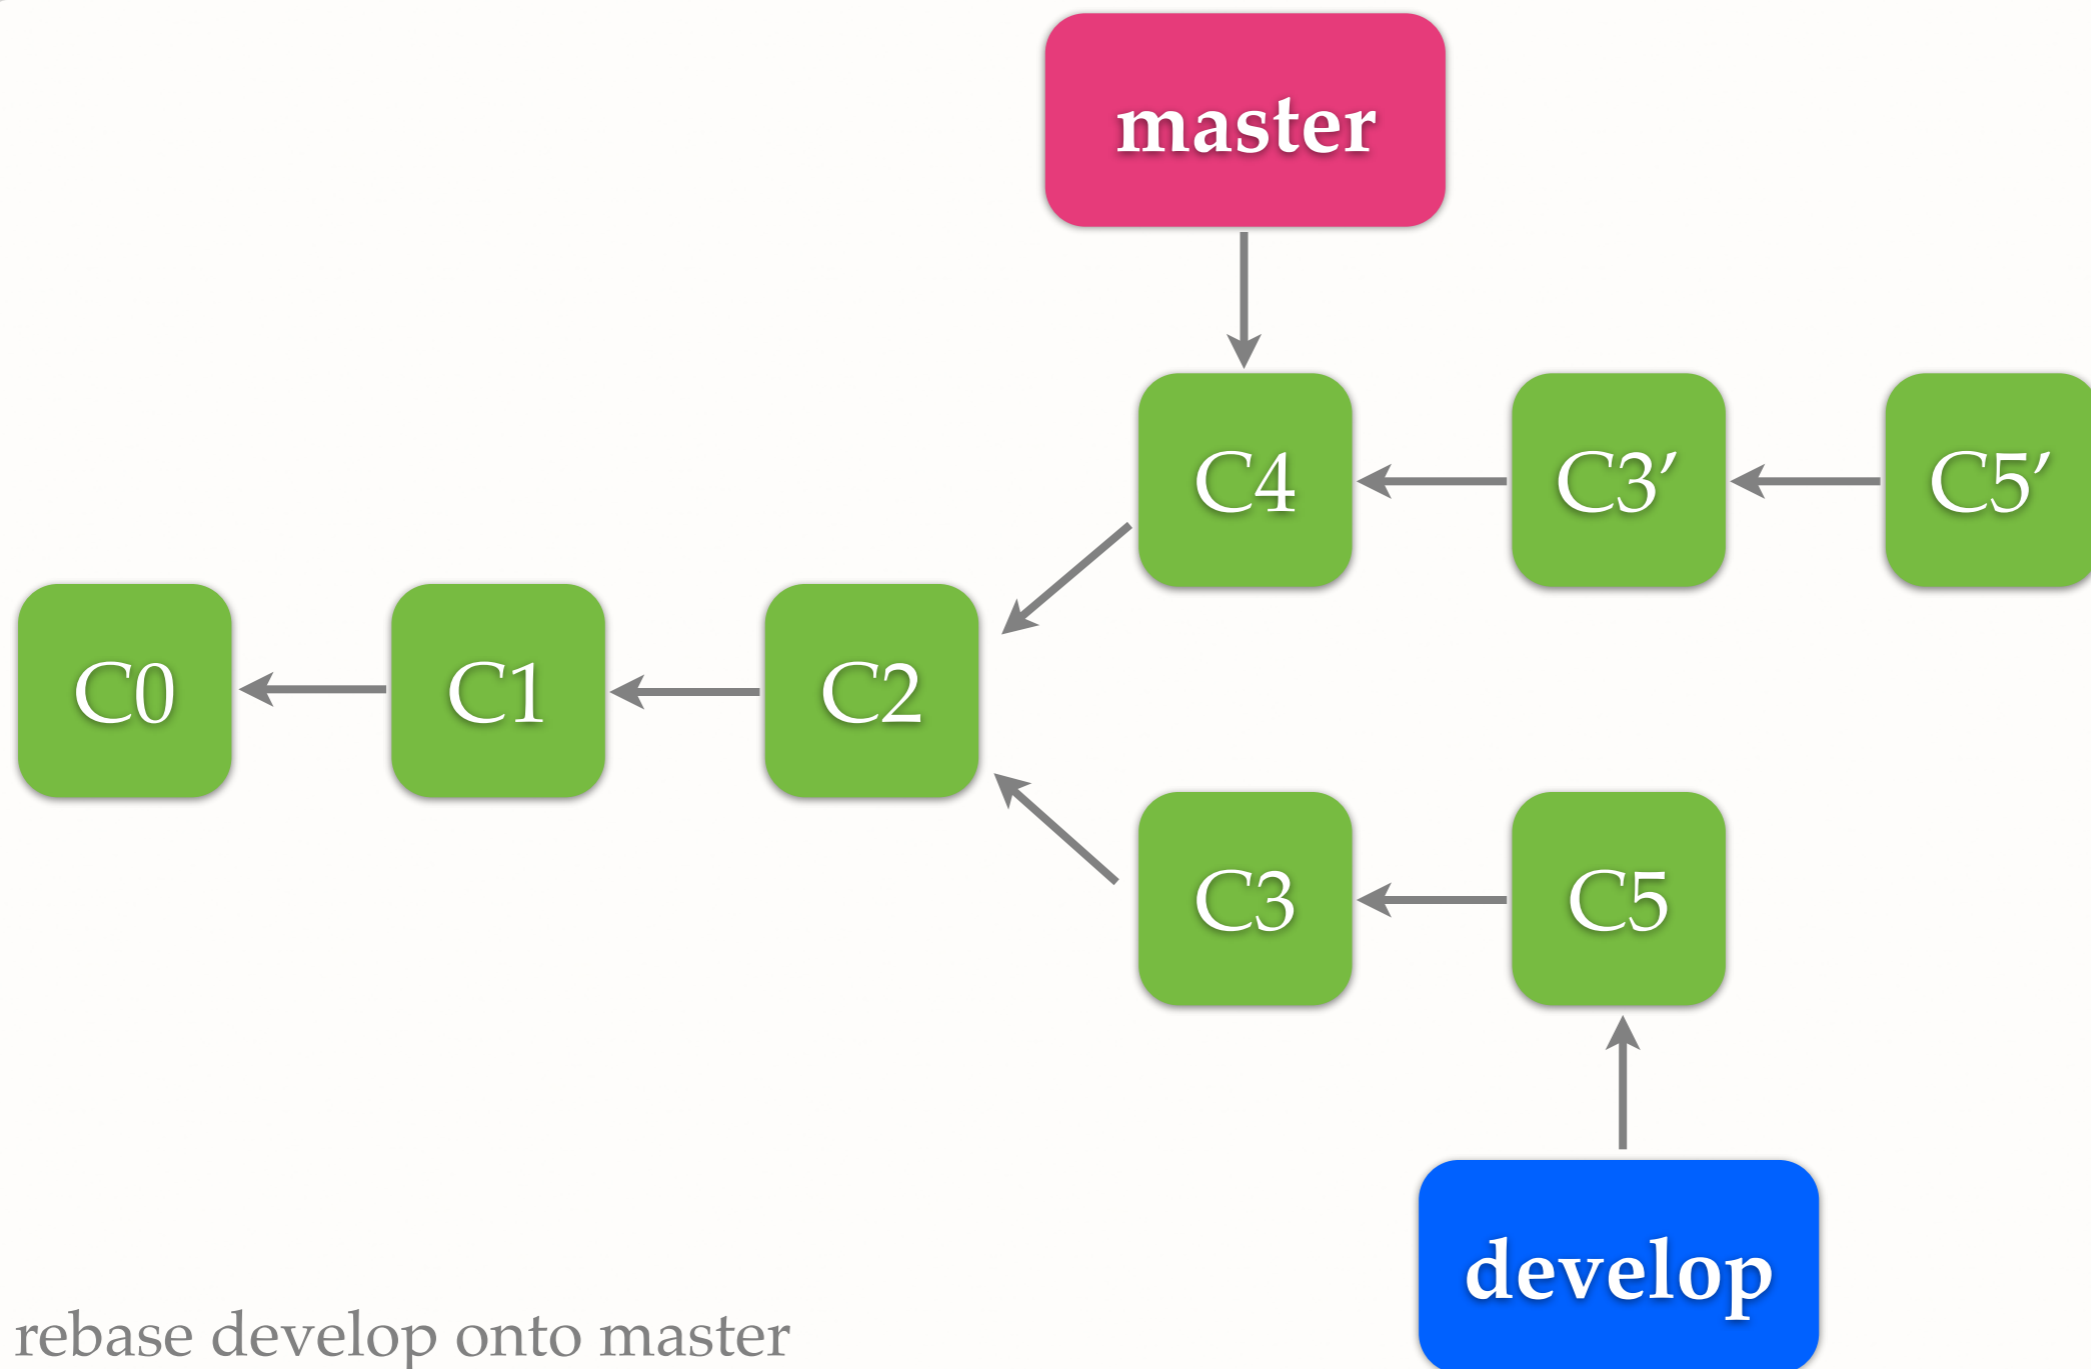 master
C4
C3′
C5′
C0
C1
C2
C3
C5
develop
rebase develop onto master